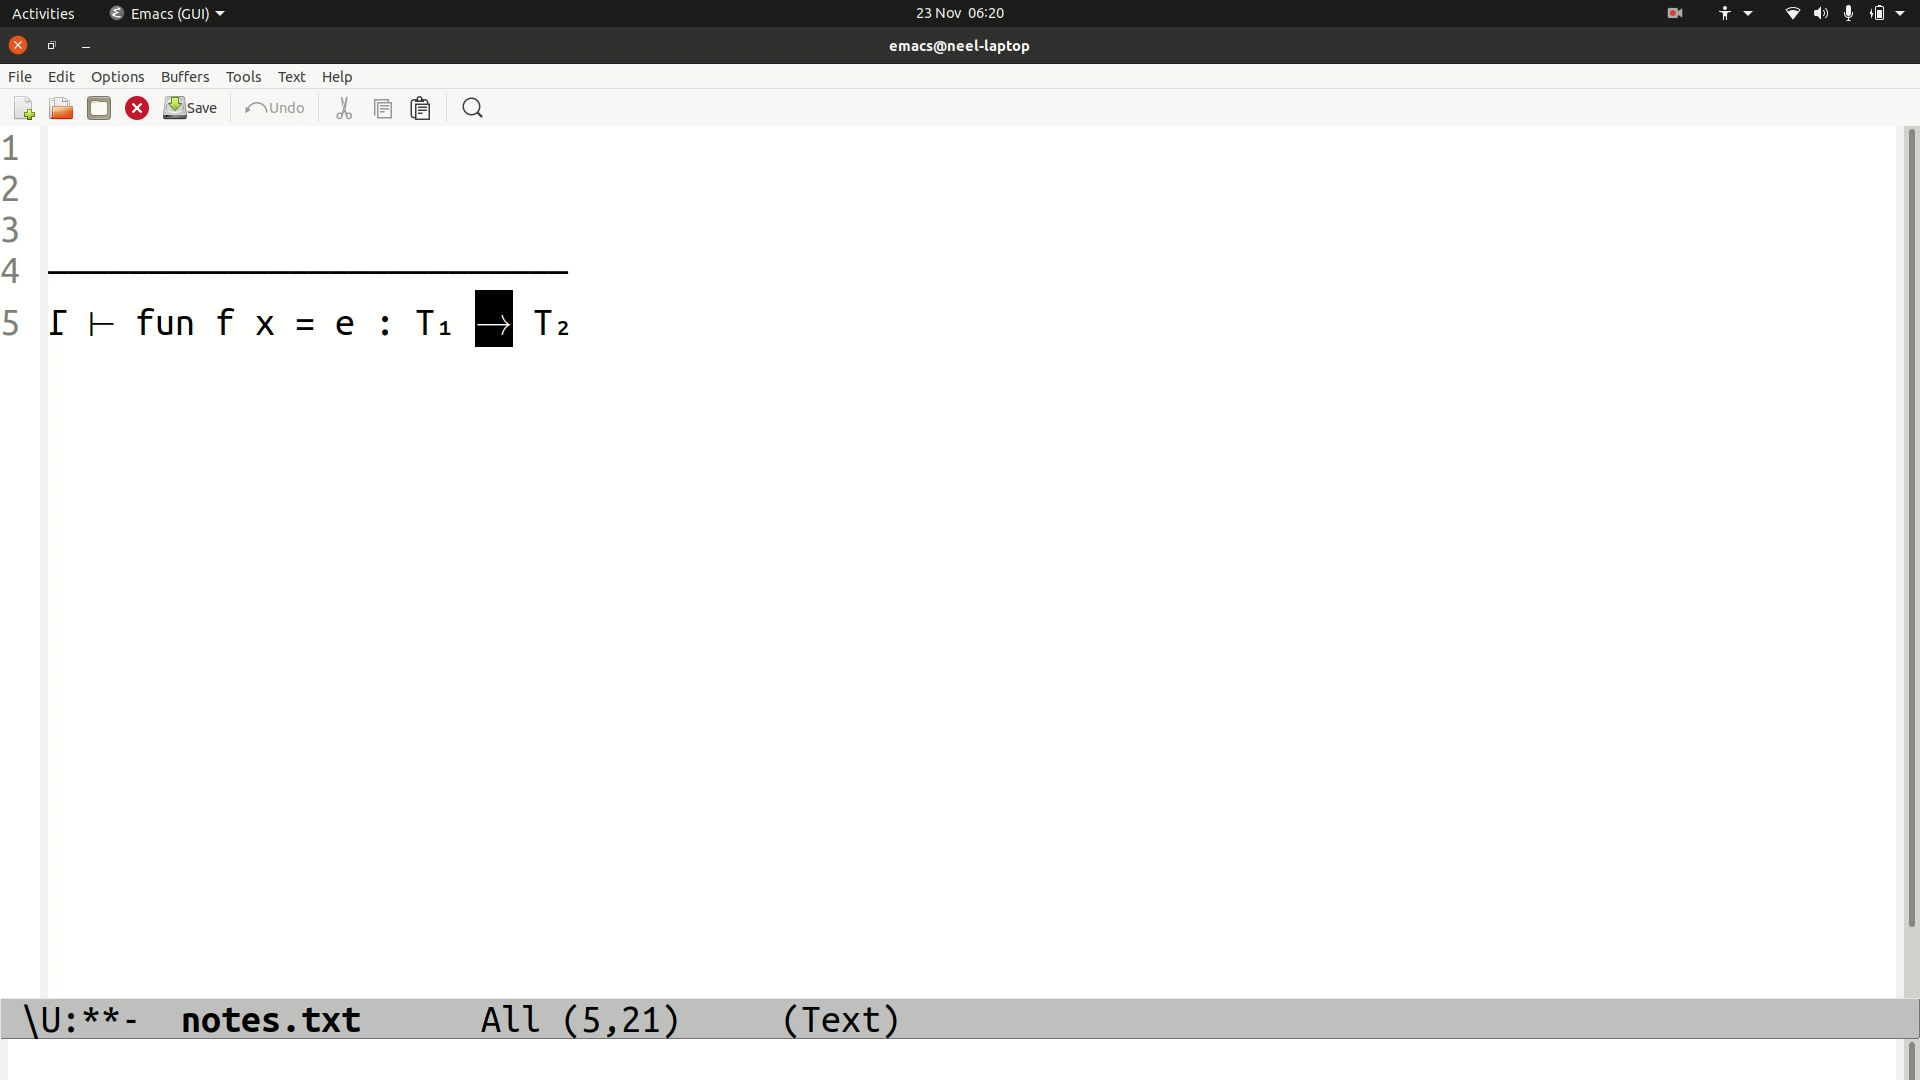 Activities Emacs (GUI) 23 Nov 06:20
emacs@neel-laptop
File Edit Options Buffers Tools Text Help
Save Undo
1
2
3
4 ——————————————————————————
5 Γ ⊢ fun f x = e : T₁ → T₂
\U:**- notes.txt All (5,21) (Text)